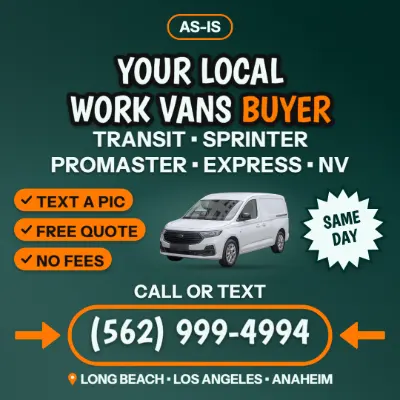 AS-IS
YOUR LOCAL
WORK VANS BUYER
TRANSIT • SPRINTER
PROMASTER • EXPRESS • NV
✓ TEXT A PIC
✓ FREE QUOTE
✓ NO FEES
SAME
DAY
CALL OR TEXT
(562) 999-4994
LONG BEACH • LOS ANGELES • ANAHEIM